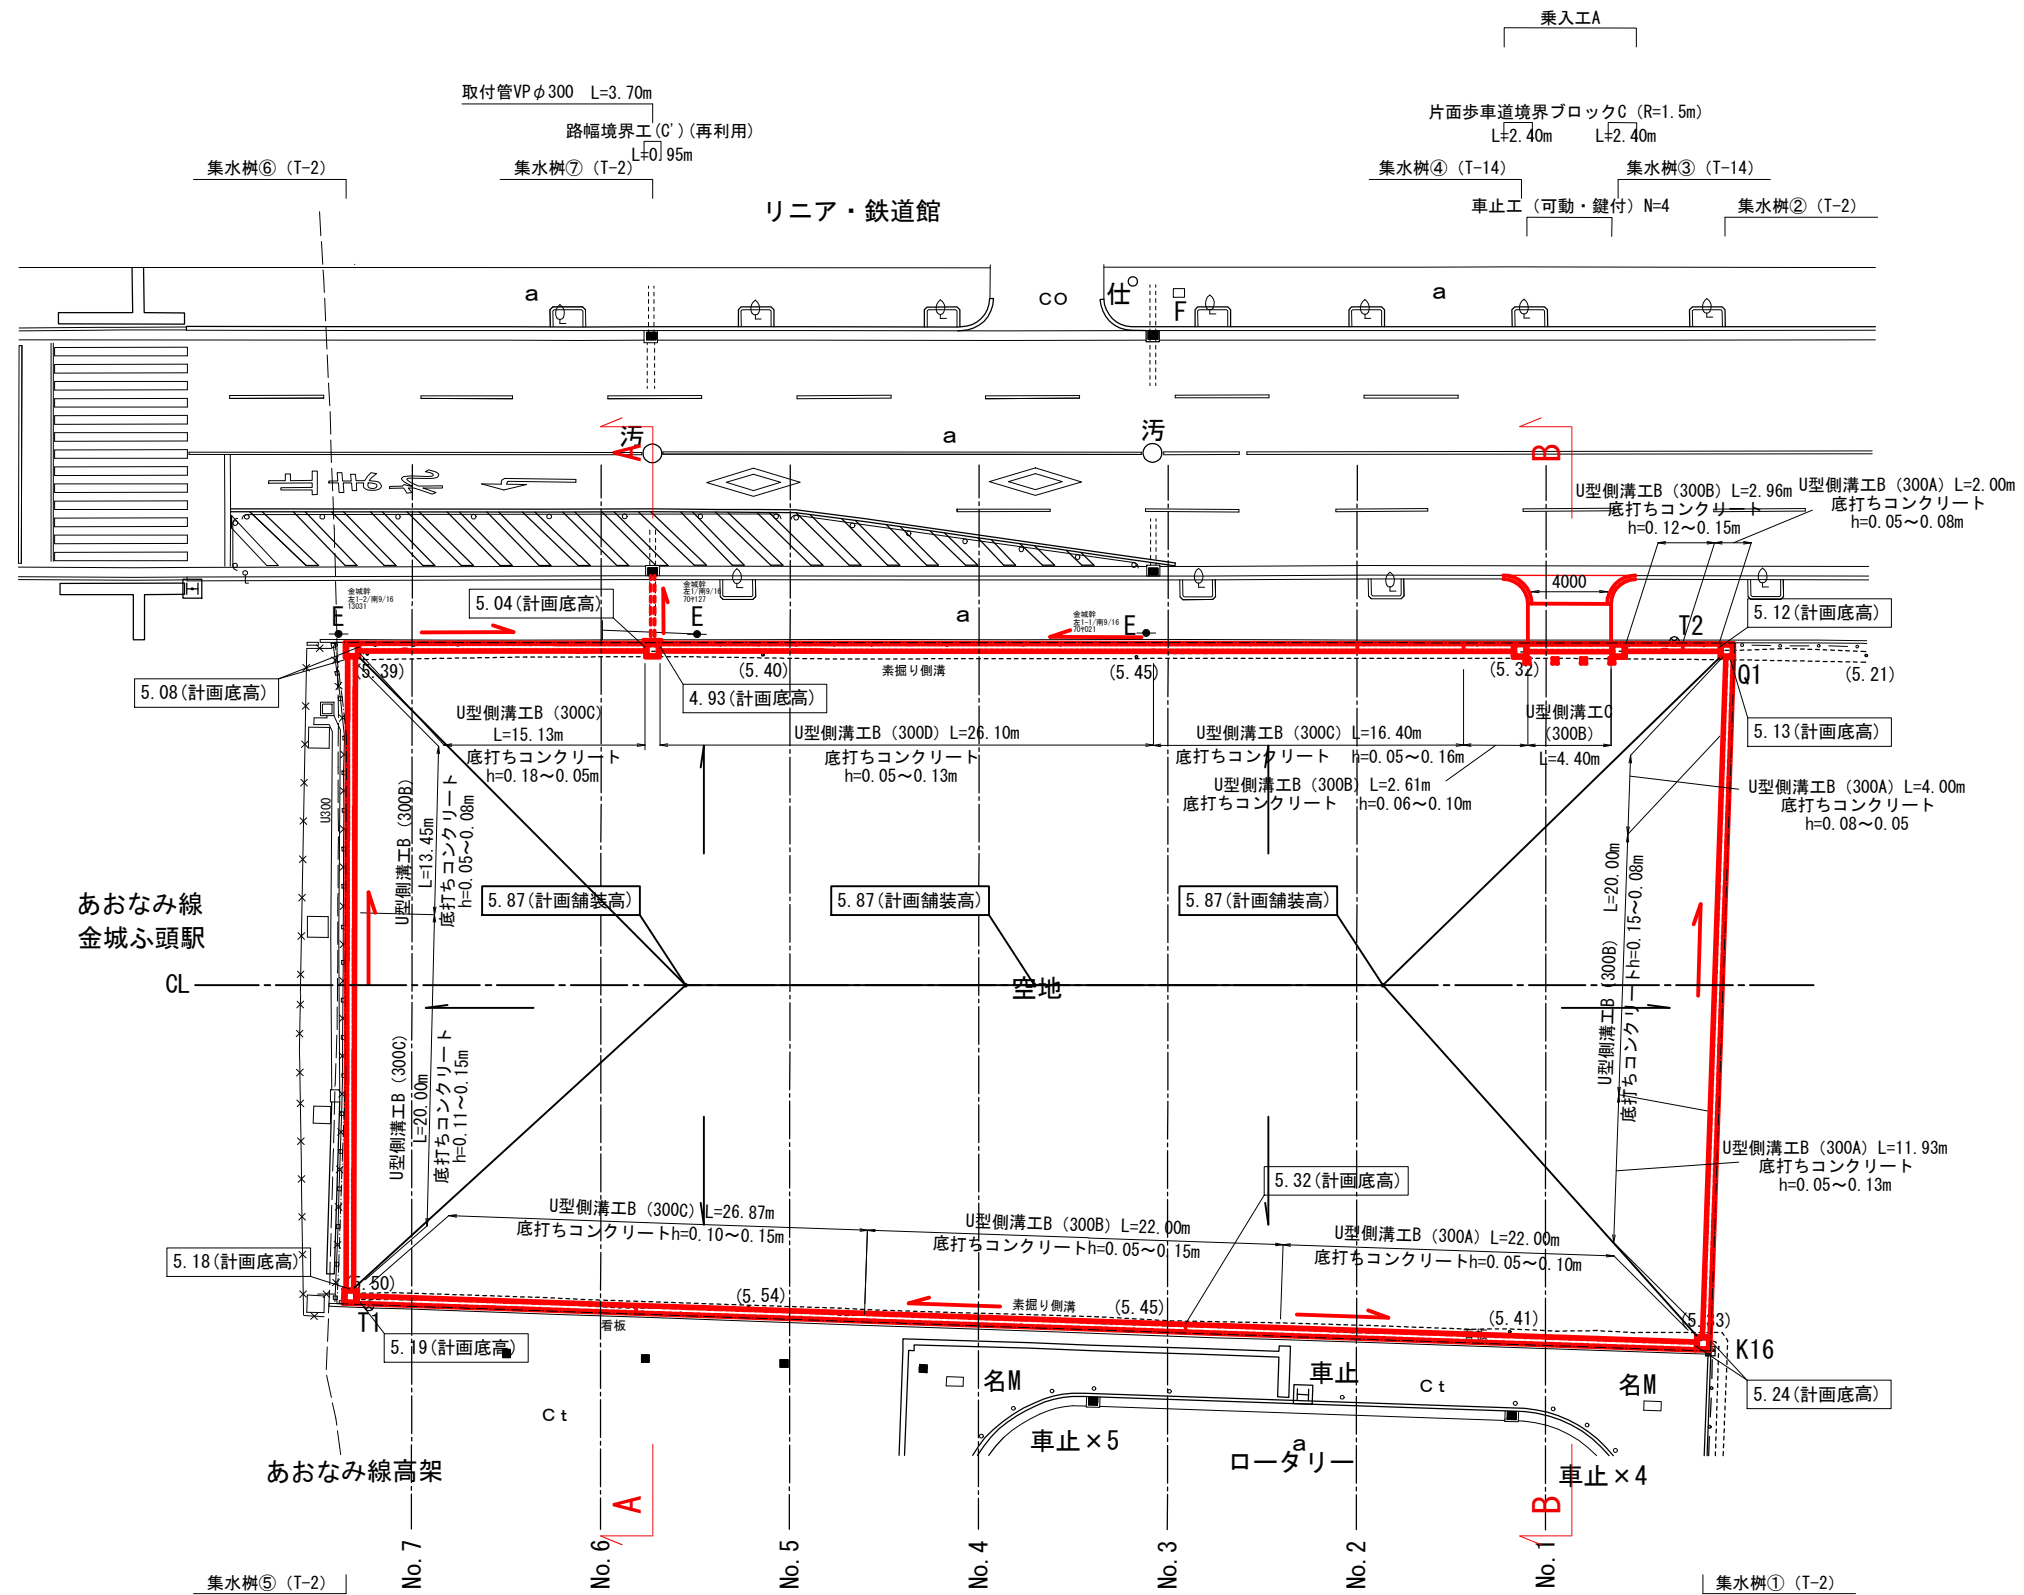 乗入工A
取付管VPφ300 L=3.70m
片面歩車道境界ブロックC (R=1.5m)
L=2.40m L=2.40m
路幅境界工(C')(再利用)
L=0.95m
集水桝⑥ (T-2)
集水桝⑦ (T-2)
集水桝④ (T-14)
集水桝③ (T-14)
リニア・鉄道館
車止工 (可動・鍵付) N=4
集水桝② (T-2)
a
CO
仕
F
a
汚
A
a
汚
B
U型側溝工B (300B) L=2.96m
底打ちコンクリート
h=0.12~0.15m
U型側溝工B (300A) L=2.00m
底打ちコンクリート
h=0.05~0.08m
4000
金城幹
左1-2/南9/16
13031
E
5.04(計画底高)
金城幹
左1/南9/16
E
a
金城幹
左1-1/南9/16
E
T2
5.12(計画底高)
5.08(計画底高)
(5.39)
(5.40)
素掘り側溝
(5.45)
(5.32)
Q1
(5.21)
4.93(計画底高)
U型側溝工B (300C)
L=15.13m
底打ちコンクリート
h=0.18~0.05m
U型側溝工B (300D) L=26.10m
底打ちコンクリート
h=0.05~0.13m
U型側溝工B (300C) L=16.40m
底打ちコンクリート h=0.05~0.16m
U型側溝工C
(300B)
L=4.40m
5.13(計画底高)
U型側溝工B (300B) L=2.61m
底打ちコンクリート h=0.06~0.10m
U型側溝工B (300A) L=4.00m
底打ちコンクリート
h=0.08~0.05
U300
U型側溝工B (300B)
L=13.45m
底打ちコンクリート
h=0.05~0.08m
5.87(計画舗装高)
5.87(計画舗装高)
5.87(計画舗装高)
U型側溝工B (300B) L=20.00m
底打ちコンクリートh=0.15~0.08m
あおなみ線
金城ふ頭駅
CL
空地
U型側溝工B (300C)
L=20.00m
底打ちコンクリート
h=0.11~0.15m
U型側溝工B (300A) L=11.93m
底打ちコンクリート
h=0.05~0.13m
5.32(計画底高)
U型側溝工B (300C) L=26.87m
底打ちコンクリートh=0.10~0.15m
U型側溝工B (300B) L=22.00m
底打ちコンクリートh=0.05~0.15m
U型側溝工B (300A) L=22.00m
底打ちコンクリートh=0.05~0.10m
5.18(計画底高)
(5.50)
(5.54)
素掘り側溝
(5.45)
(5.41)
T1
看板
5.19(計画底高)
K16
名M
車止
Ct
名M
5.24(計画底高)
Ct
車止×5
a
ロータリー
車止×4
あおなみ線高架
A
B
No.7
No.6
No.5
No.4
No.3
No.2
No.1
集水桝⑤ (T-2)
集水桝① (T-2)